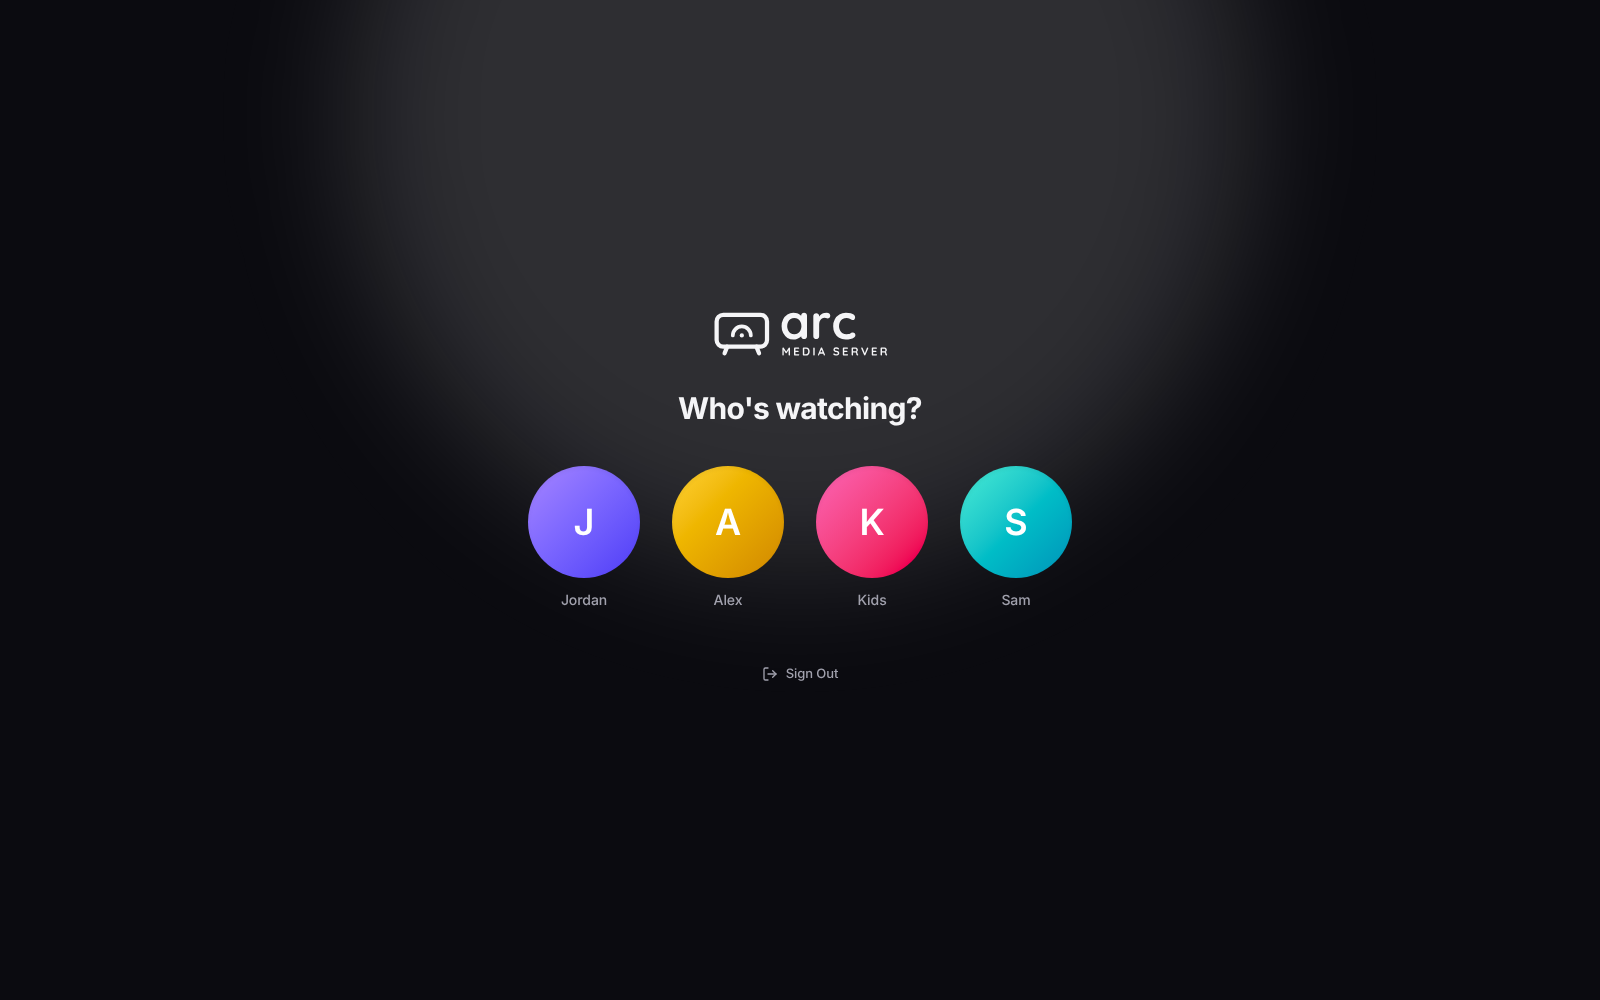 arc
MEDIA SERVER
Who's watching?
J
A
K
S
Jordan
Alex
Kids
Sam
Sign Out